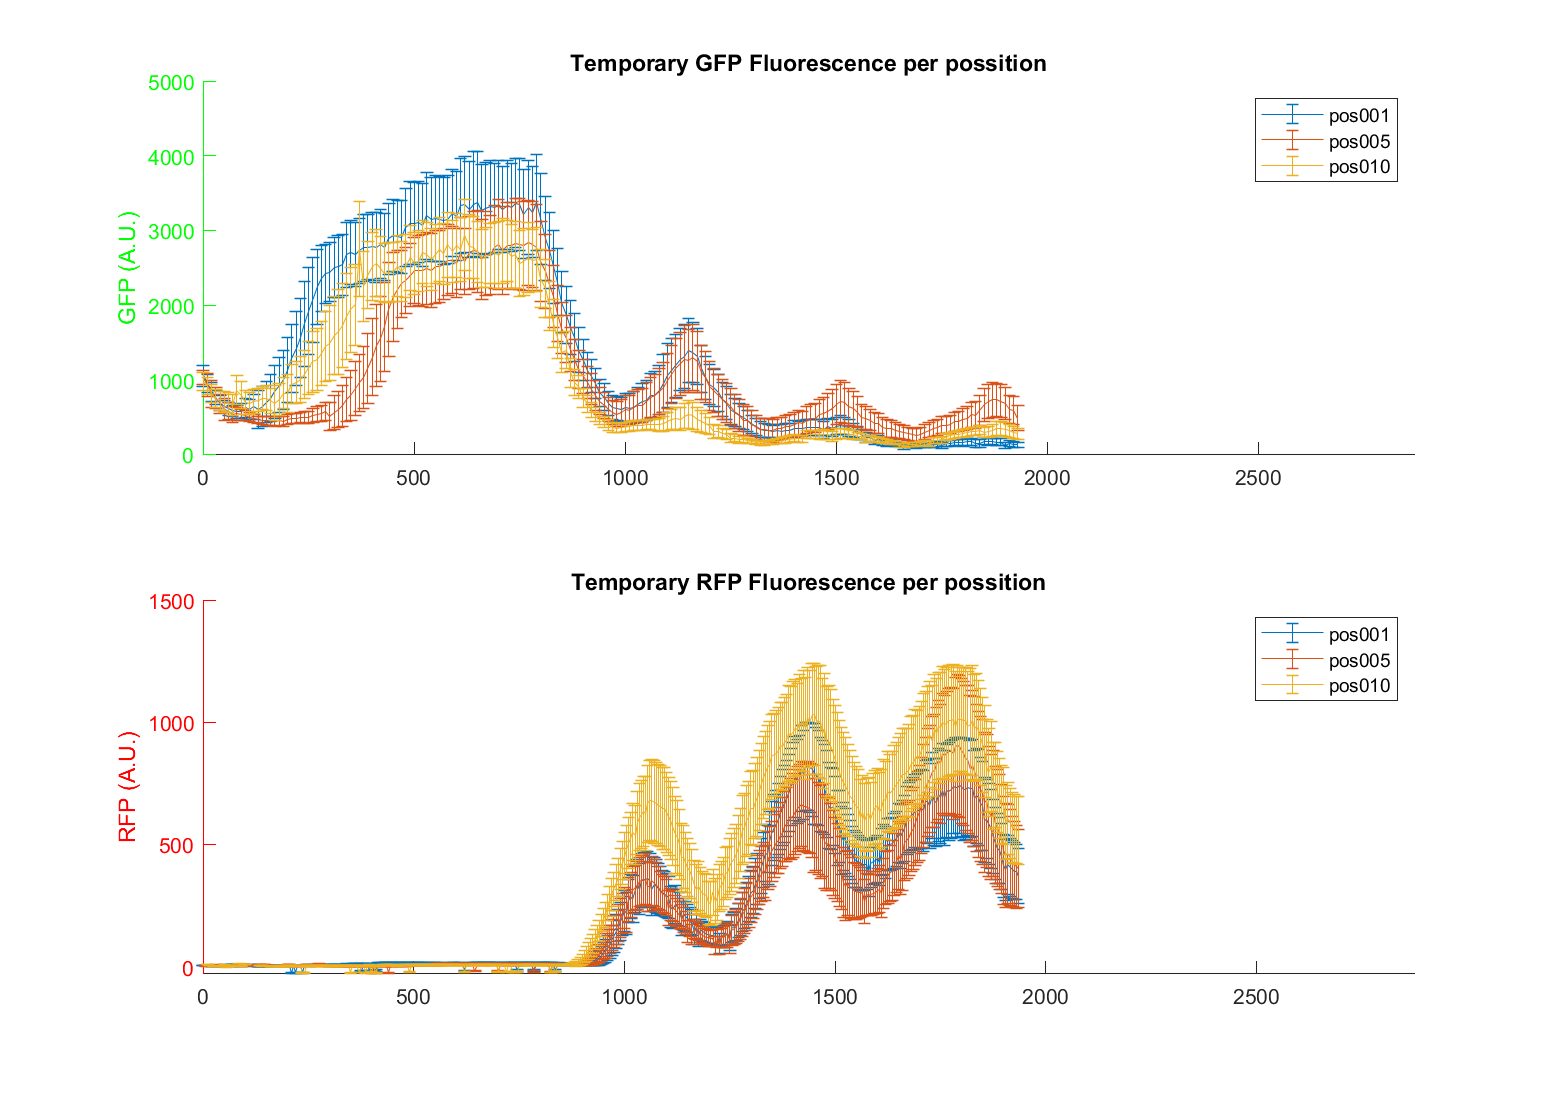 Temporary GFP Fluorescence per possition
5000
4000
3000
2000
1000
0
GFP (A.U.)
pos001
pos005
pos010
0 500 1000 1500 2000 2500
Temporary RFP Fluorescence per possition
1500
1000
500
0
RFP (A.U.)
pos001
pos005
pos010
0 500 1000 1500 2000 2500